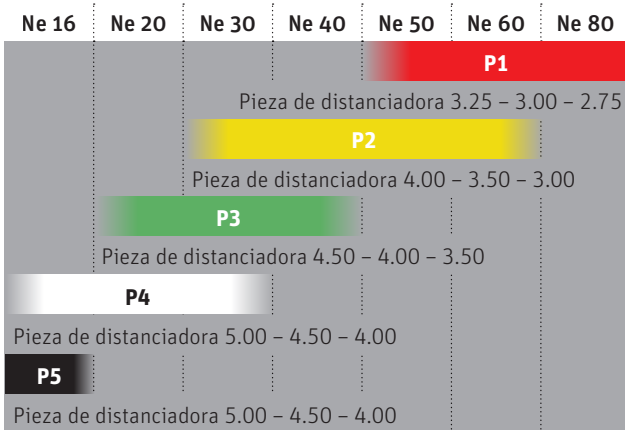 Ne 16 Ne 20 Ne 30 Ne 40 Ne 50 Ne 60 Ne 80
P1
Pieza de distanciadora 3.25 – 3.00 – 2.75
P2
Pieza de distanciadora 4.00 – 3.50 – 3.00
P3
Pieza de distanciadora 4.50 – 4.00 – 3.50
P4
Pieza de distanciadora 5.00 – 4.50 – 4.00
P5
Pieza de distanciadora 5.00 – 4.50 – 4.00